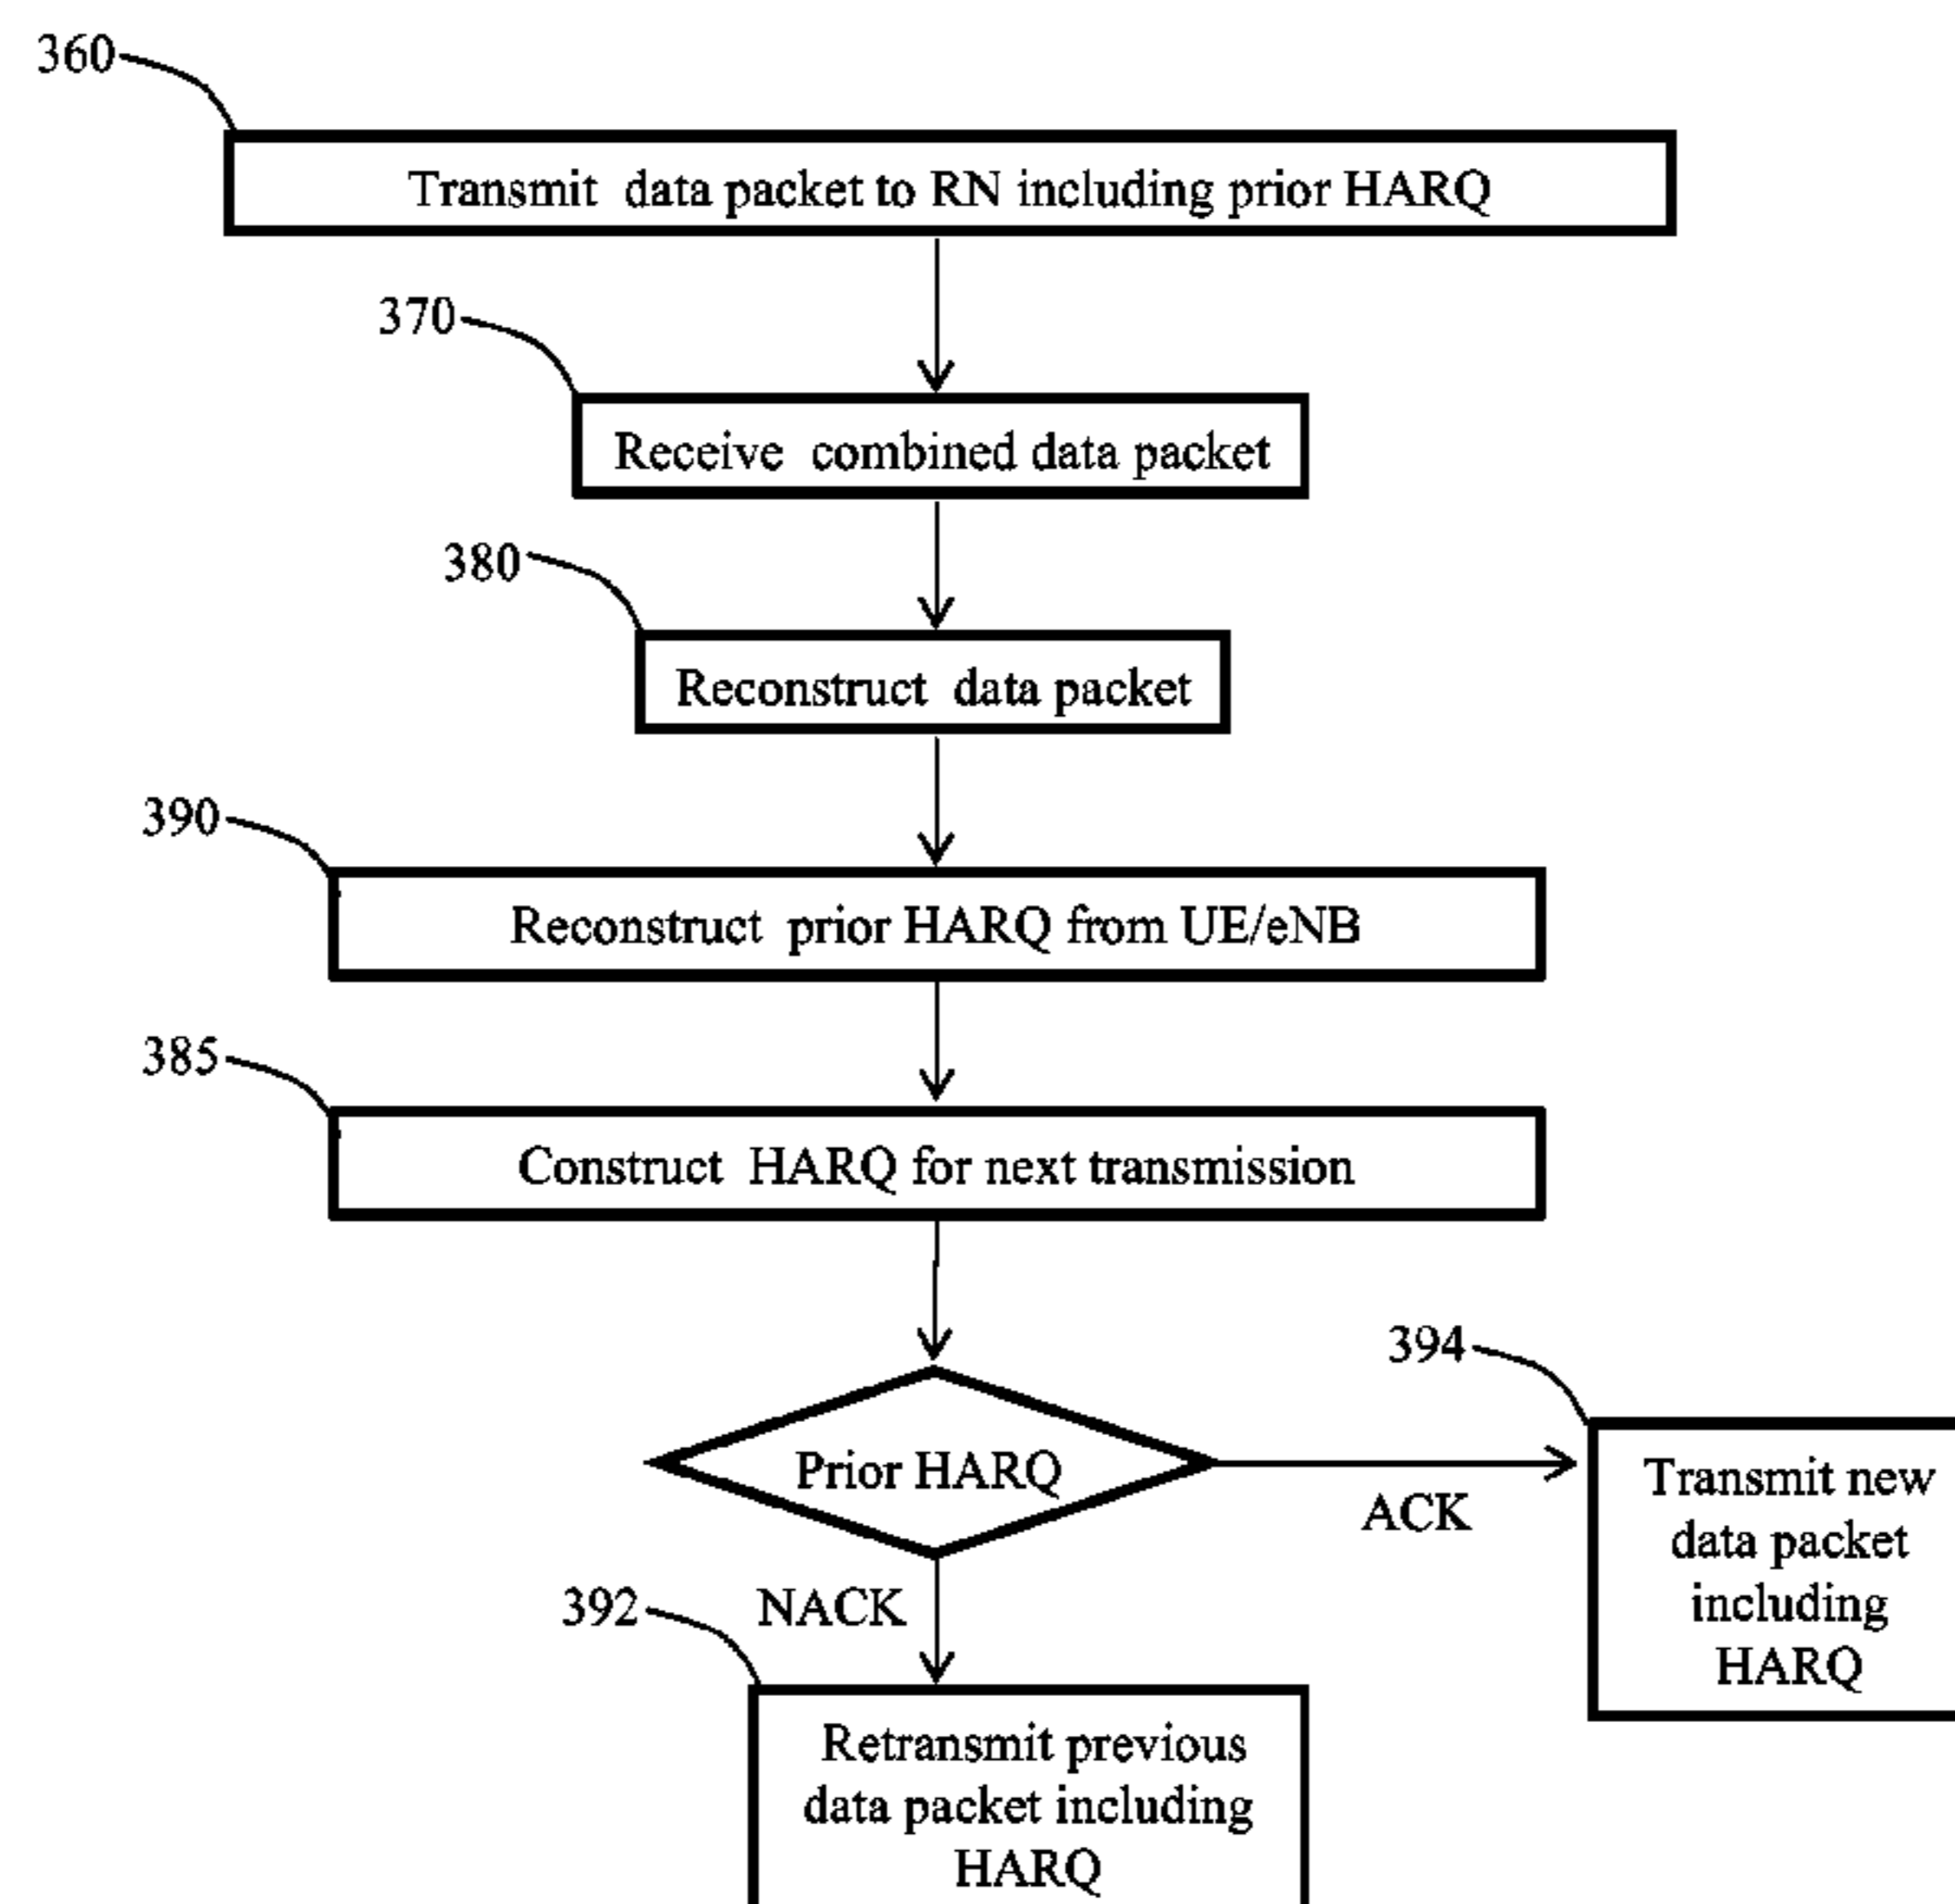 360
Transmit data packet to RN including prior HARQ
370
Receive combined data packet
380
Reconstruct data packet
390
Reconstruct prior HARQ from UE/eNB
385
Construct HARQ for next transmission
Prior HARQ
ACK
394
Transmit new
data packet
including
HARQ
NACK
392
Retransmit previous
data packet including
HARQ